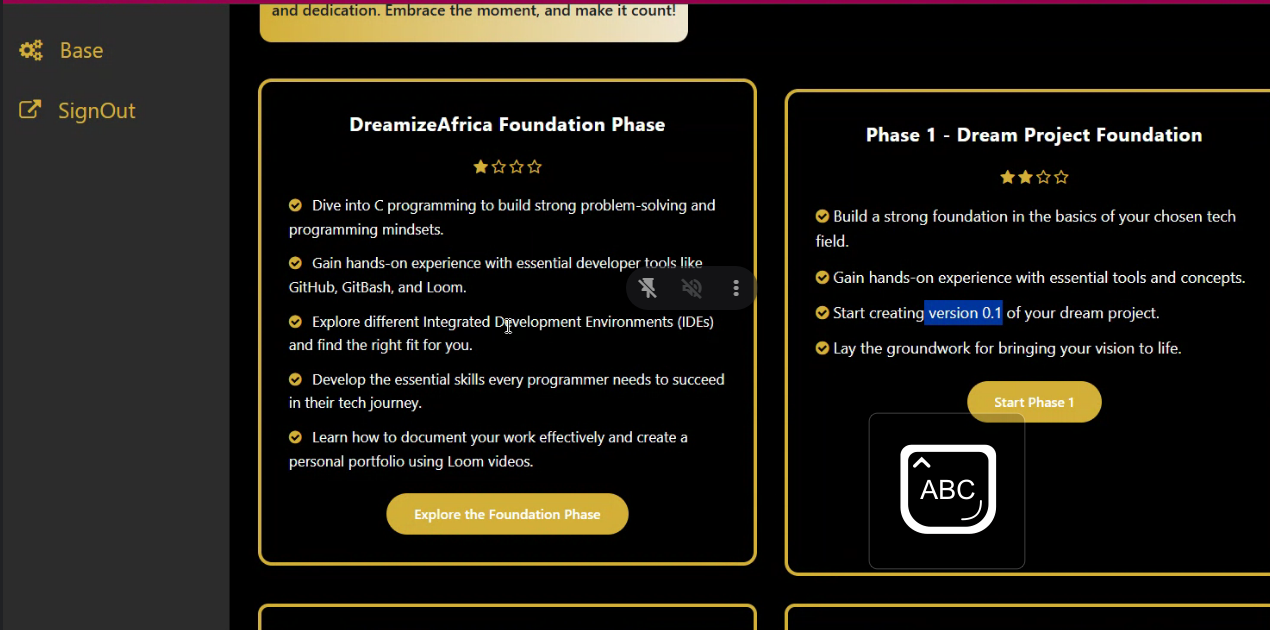 and dedication. Embrace the moment, and make it count!
Base
SignOut
DreamizeAfrica Foundation Phase
Dive into C programming to build strong problem-solving and
programming mindsets.
Gain hands-on experience with essential developer tools like
GitHub, GitBash, and Loom.
Explore different Integrated Development Environments (IDEs)
and find the right fit for you.
Develop the essential skills every programmer needs to succeed
in their tech journey.
Learn how to document your work effectively and create a
personal portfolio using Loom videos.
Explore the Foundation Phase
Phase 1 - Dream Project Foundation
Build a strong foundation in the basics of your chosen tech
field.
Gain hands-on experience with essential tools and concepts.
Start creating version 0.1 of your dream project.
Lay the groundwork for bringing your vision to life.
Start Phase 1
ABC